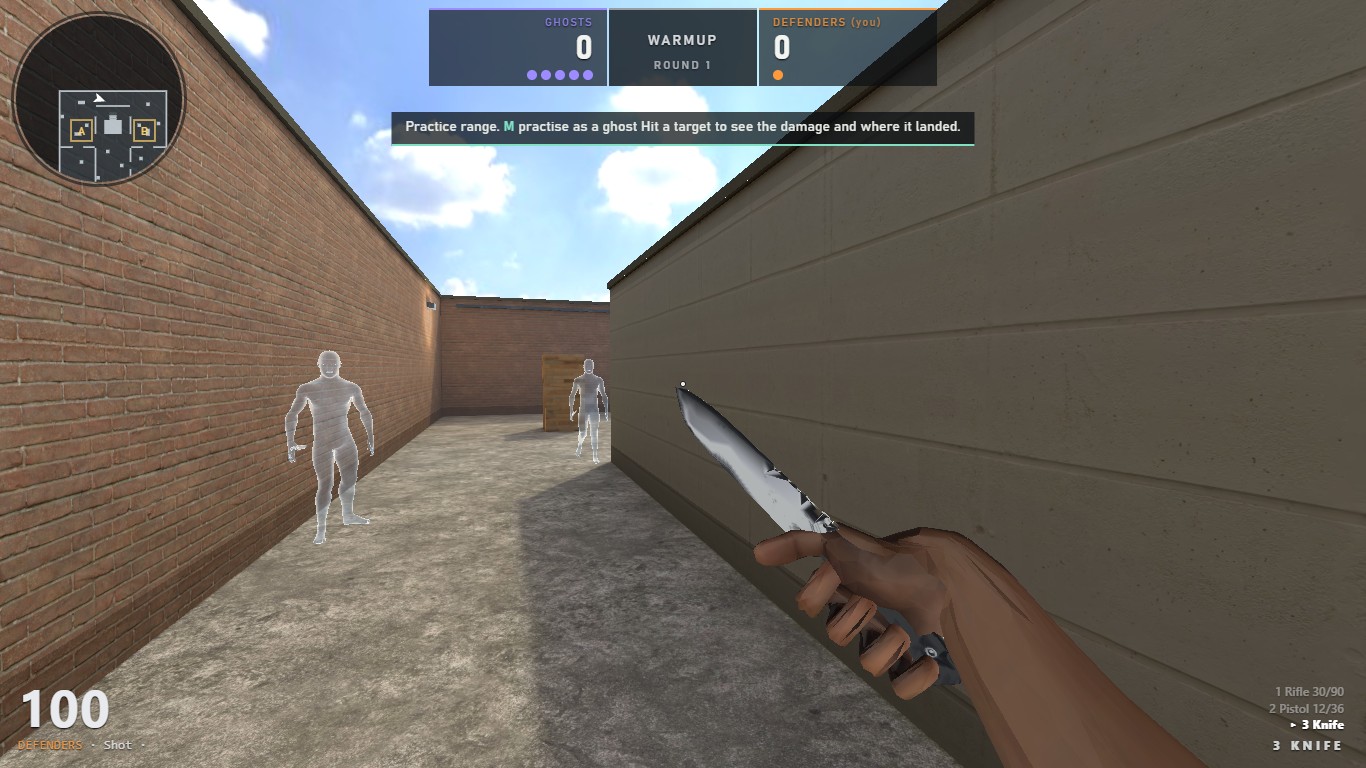 GHOSTS
0
WARMUP
ROUND 1
DEFENDERS (you)
0
Practice range. M practise as a ghost Hit a target to see the damage and where it landed.
A
B
100
DEFENDERS · Shot ·
1 Rifle 30/90
2 Pistol 12/36
▸ 3 Knife
3 KNIFE